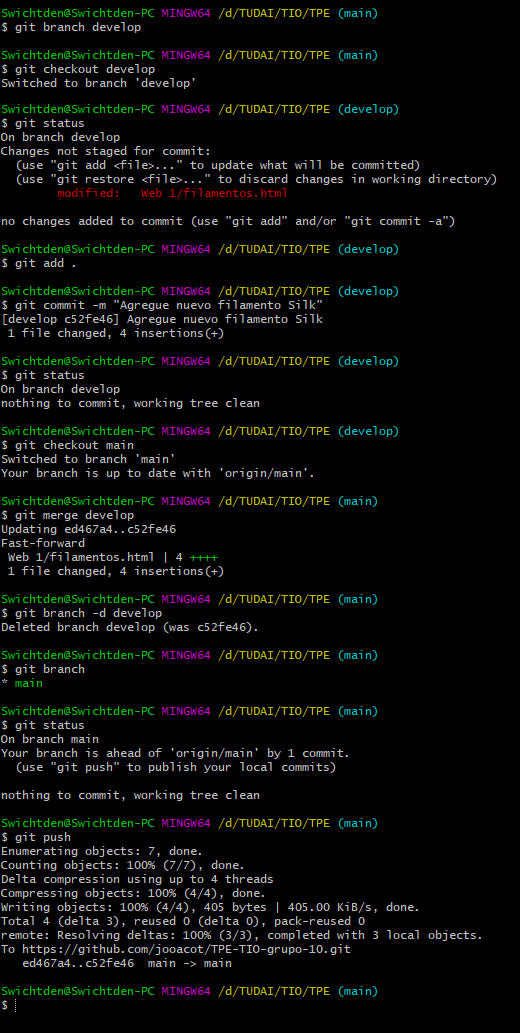 Swichtden@Swichtden-PC MINGW64 /d/TUDAI/TIO/TPE (main)
$ git branch develop

Swichtden@Swichtden-PC MINGW64 /d/TUDAI/TIO/TPE (main)
$ git checkout develop
Switched to branch 'develop'

Swichtden@Swichtden-PC MINGW64 /d/TUDAI/TIO/TPE (develop)
$ git status
On branch develop
Changes not staged for commit:
  (use "git add <file>..." to update what will be committed)
  (use "git restore <file>..." to discard changes in working directory)
        modified:   Web 1/filamentos.html

no changes added to commit (use "git add" and/or "git commit -a")

Swichtden@Swichtden-PC MINGW64 /d/TUDAI/TIO/TPE (develop)
$ git add .

Swichtden@Swichtden-PC MINGW64 /d/TUDAI/TIO/TPE (develop)
$ git commit -m "Agregue nuevo filamento Silk"
[develop c52fe46] Agregue nuevo filamento Silk
 1 file changed, 4 insertions(+)

Swichtden@Swichtden-PC MINGW64 /d/TUDAI/TIO/TPE (develop)
$ git status
On branch develop
nothing to commit, working tree clean

Swichtden@Swichtden-PC MINGW64 /d/TUDAI/TIO/TPE (develop)
$ git checkout main
Switched to branch 'main'
Your branch is up to date with 'origin/main'.

Swichtden@Swichtden-PC MINGW64 /d/TUDAI/TIO/TPE (main)
$ git merge develop
Updating ed467a4..c52fe46
Fast-forward
 Web 1/filamentos.html | 4 ++++
 1 file changed, 4 insertions(+)

Swichtden@Swichtden-PC MINGW64 /d/TUDAI/TIO/TPE (main)
$ git branch -d develop
Deleted branch develop (was c52fe46).

Swichtden@Swichtden-PC MINGW64 /d/TUDAI/TIO/TPE (main)
$ git branch
* main

Swichtden@Swichtden-PC MINGW64 /d/TUDAI/TIO/TPE (main)
$ git status
On branch main
Your branch is ahead of 'origin/main' by 1 commit.
  (use "git push" to publish your local commits)

nothing to commit, working tree clean

Swichtden@Swichtden-PC MINGW64 /d/TUDAI/TIO/TPE (main)
$ git push
Enumerating objects: 7, done.
Counting objects: 100% (7/7), done.
Delta compression using up to 4 threads
Compressing objects: 100% (4/4), done.
Writing objects: 100% (4/4), 405 bytes | 405.00 KiB/s, done.
Total 4 (delta 3), reused 0 (delta 0), pack-reused 0
remote: Resolving deltas: 100% (3/3), completed with 3 local objects.
To https://github.com/jooacot/TPE-TIO-grupo-10.git
   ed467a4..c52fe46  main -> main

Swichtden@Swichtden-PC MINGW64 /d/TUDAI/TIO/TPE (main)
$